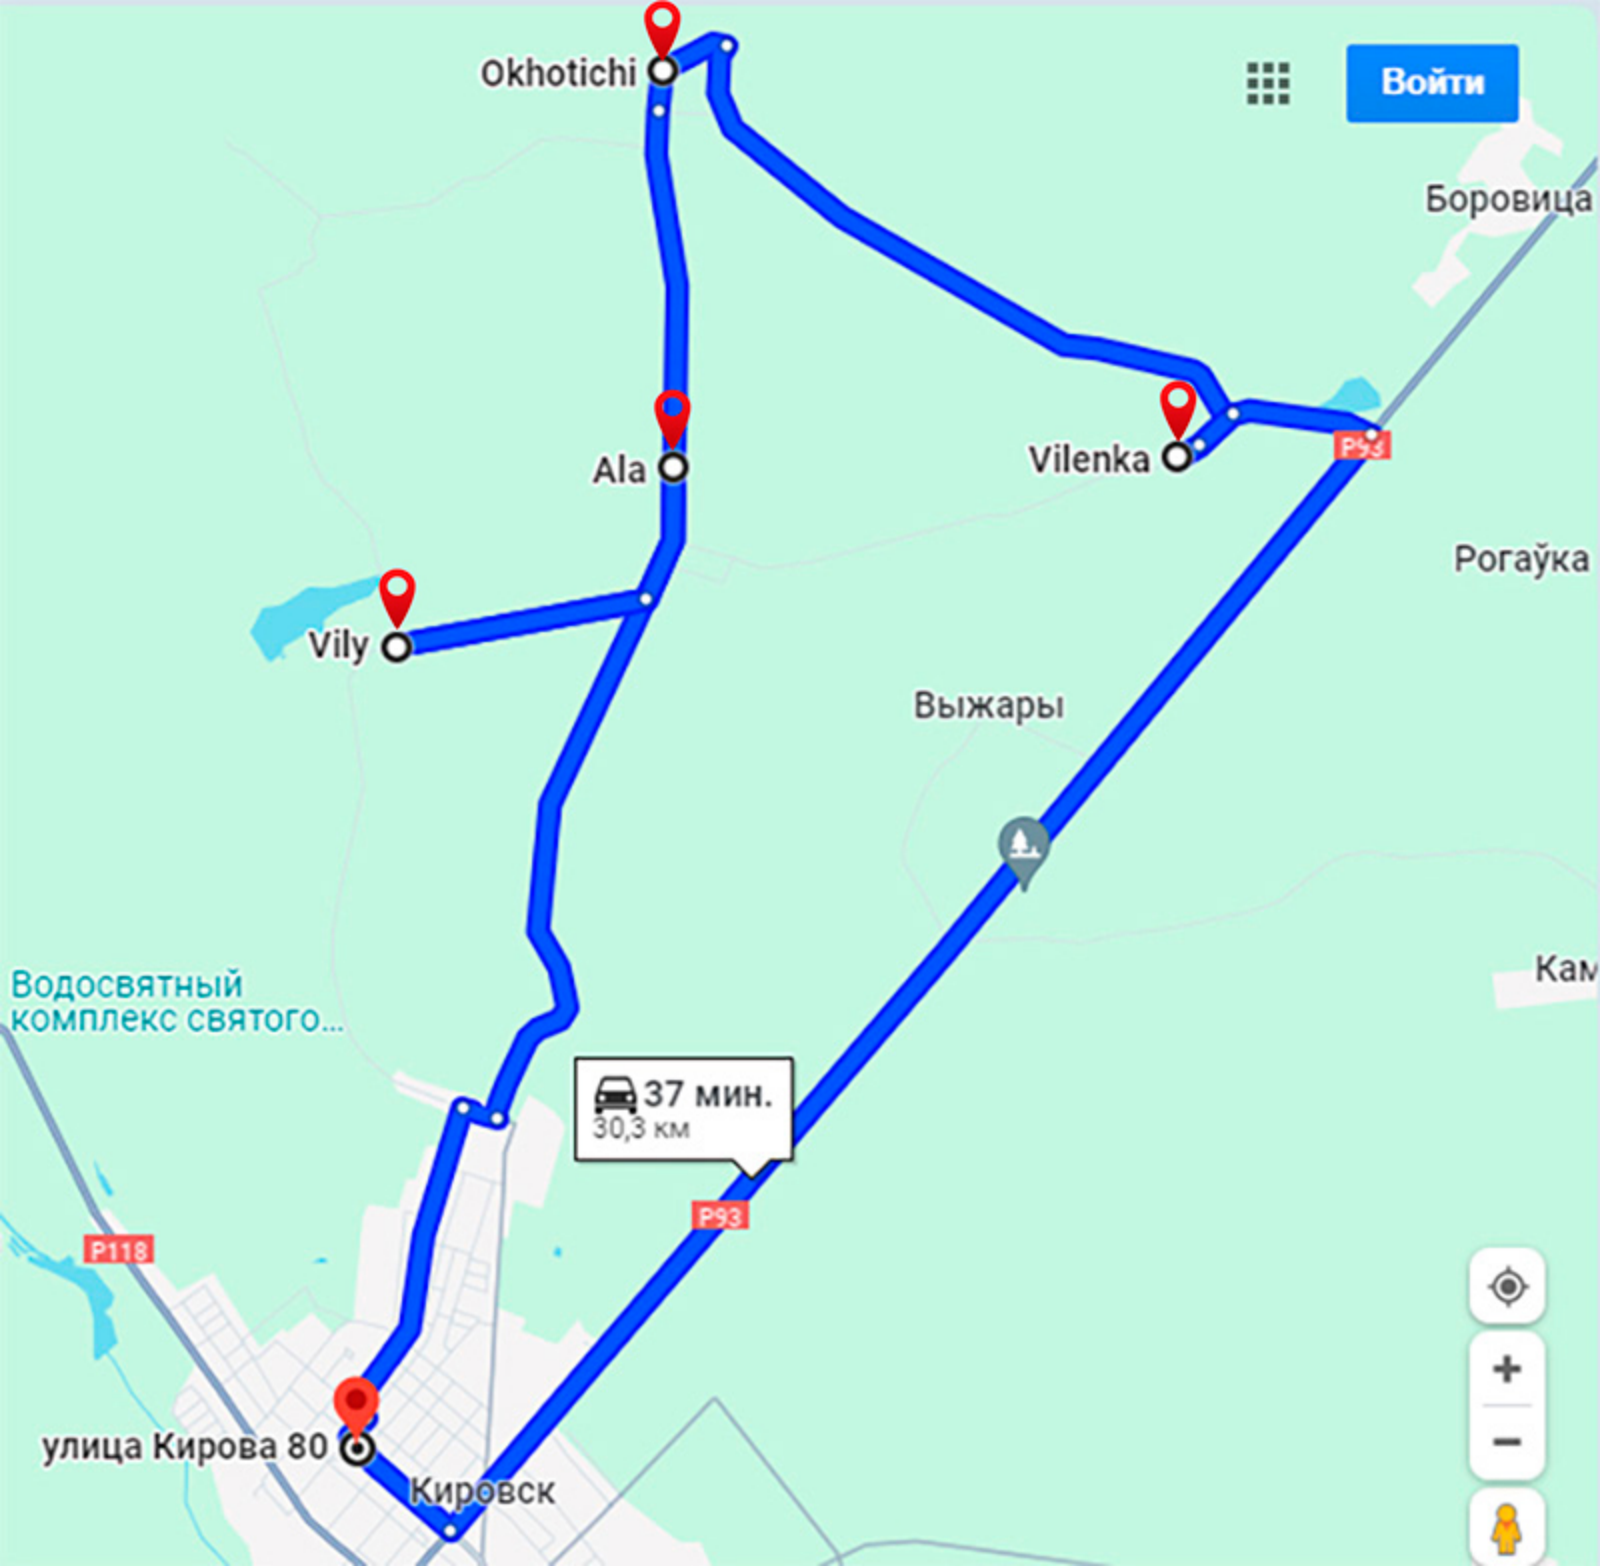 Okhotichi
Войти
Боровица
Ala
Vilenka
P93
Рогаўка
Vily
Выжары
Водосвятный
комплекс святого...
Кам
37 мин.
30,3 км
P93
P118
улица Кирова 80
Кировск
+
−